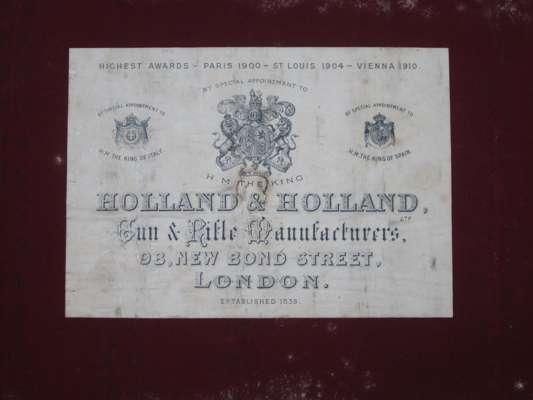 HIGHEST AWARDS - PARIS 1900 - ST LOUIS 1904 - VIENNA 1910.
BY SPECIAL APPOINTMENT TO
H.M. THE KING
BY SPECIAL APPOINTMENT TO
H.M. THE KING OF ITALY.
BY SPECIAL APPOINTMENT TO
H.M. THE KING OF SPAIN.
HOLLAND & HOLLAND,
LTD
Gun & Rifle Manufacturers,
98, NEW BOND STREET,
LONDON.
ESTABLISHED 1835.